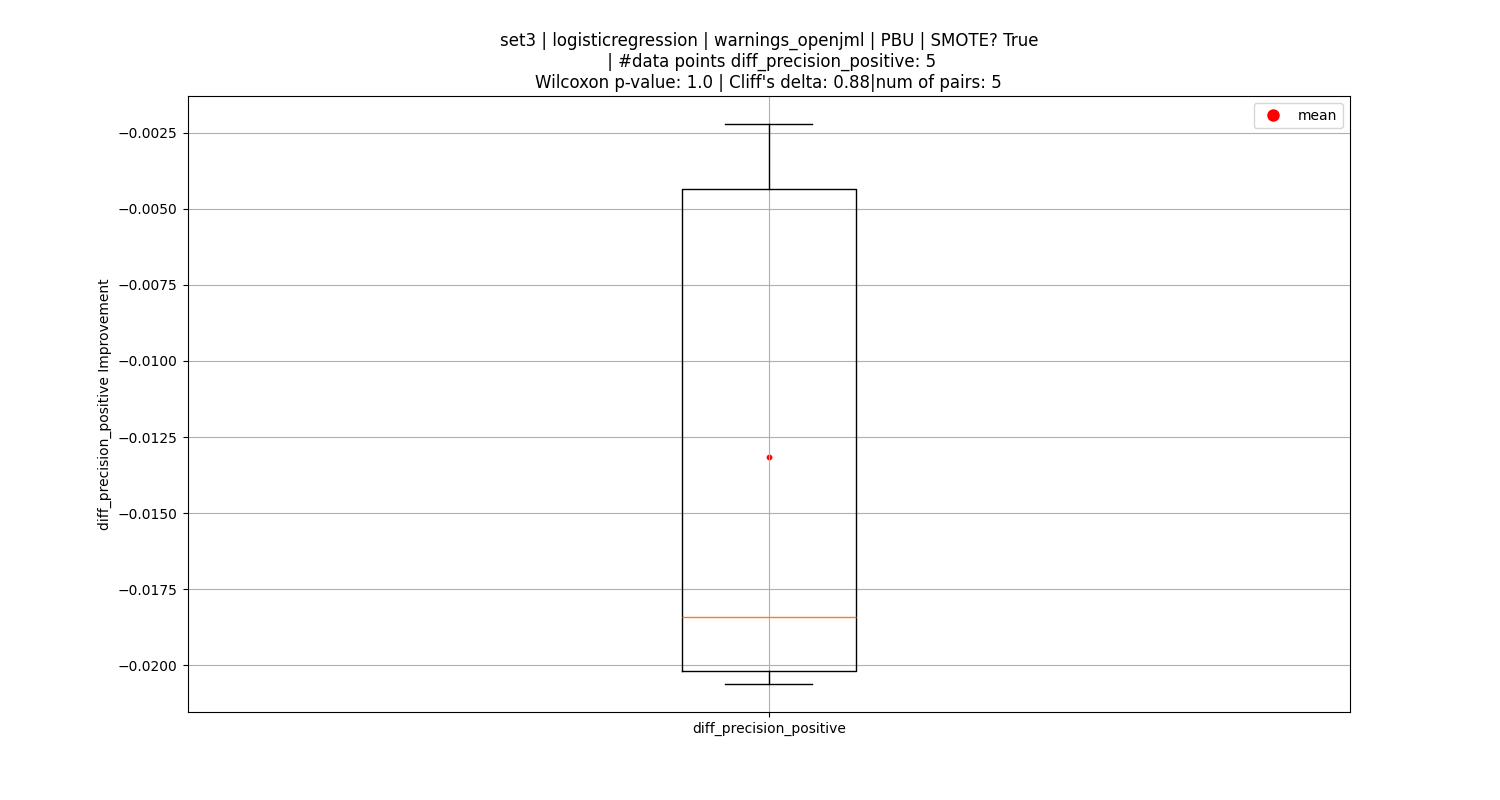 set3 | logisticregression | warnings_openjml | PBU | SMOTE? True
| #data points diff_precision_positive: 5
Wilcoxon p-value: 1.0 | Cliff's delta: 0.88|num of pairs: 5
mean
−0.0025
−0.0050
−0.0075
−0.0100
−0.0125
−0.0150
−0.0175
−0.0200
diff_precision_positive Improvement
diff_precision_positive